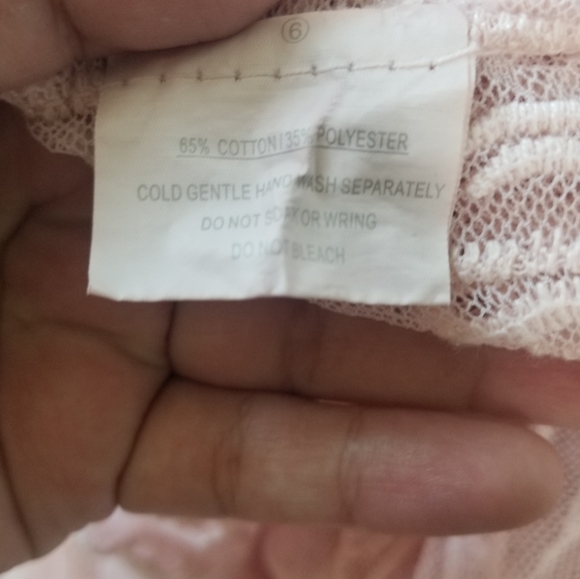 ⑥
65% COTTON/35% POLYESTER
COLD GENTLE HAND WASH SEPARATELY
DO NOT SOAK OR WRING
DO NOT BLEACH